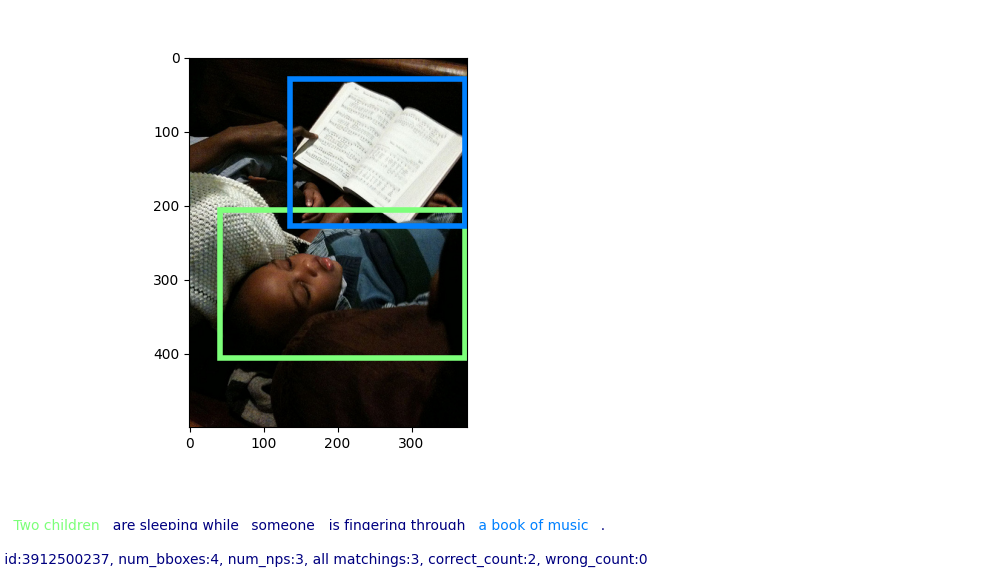 0
100
200
300
400
0 100 200 300
Two children are sleeping while someone is fingering through a book of music .
id:3912500237, num_bboxes:4, num_nps:3, all matchings:3, correct_count:2, wrong_count:0